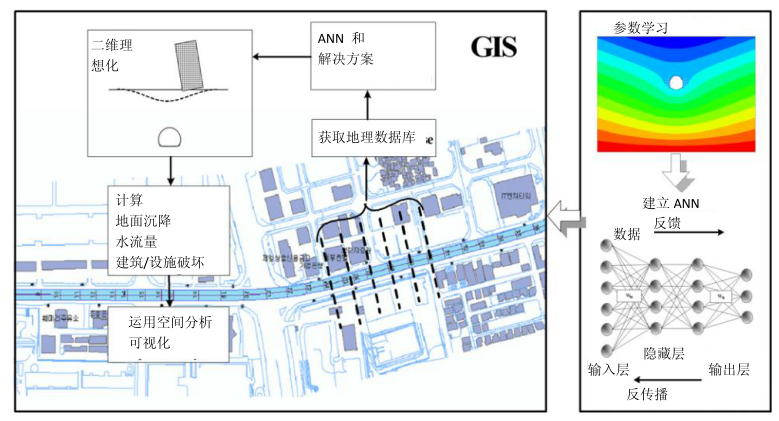 二维理
想化
ANN 和
解决方案
GIS
获取地理数据库
计算
地面沉降
水流量
建筑/设施破坏
运用空间分析
可视化
参数学习
建立 ANN
反馈
数据
隐藏层
输入层
输出层
反传播